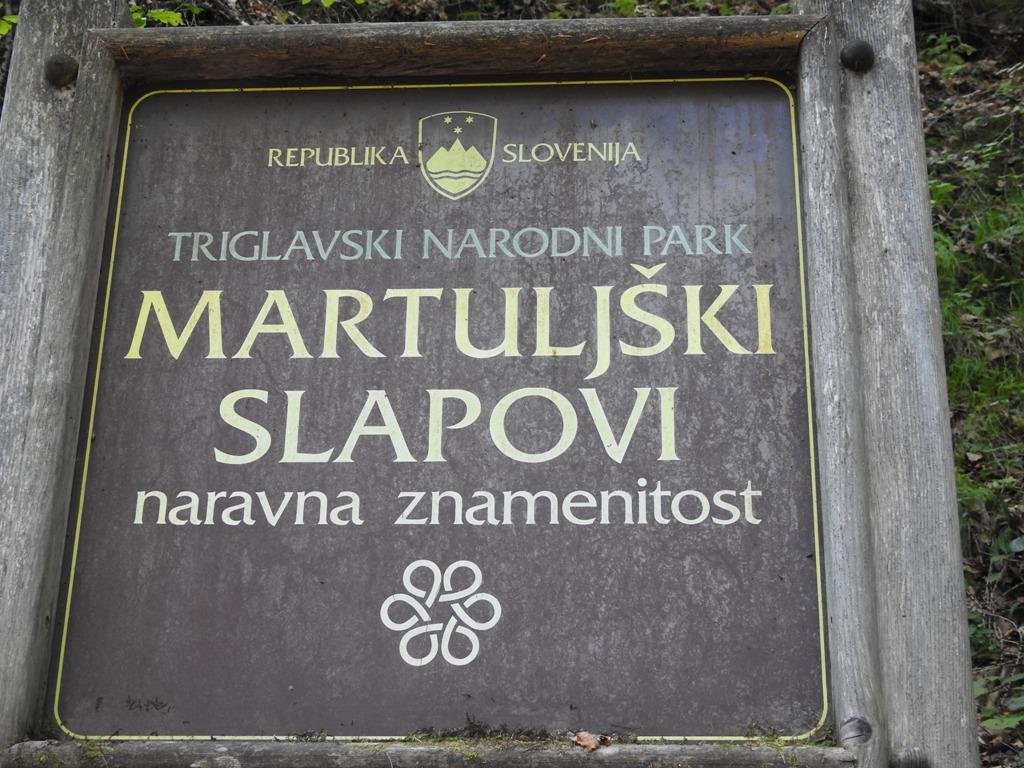 REPUBLIKA SLOVENIJA
TRIGLAVSKI NARODNI PARK
MARTULJŠKI
SLAPOVI
naravna znamenitost